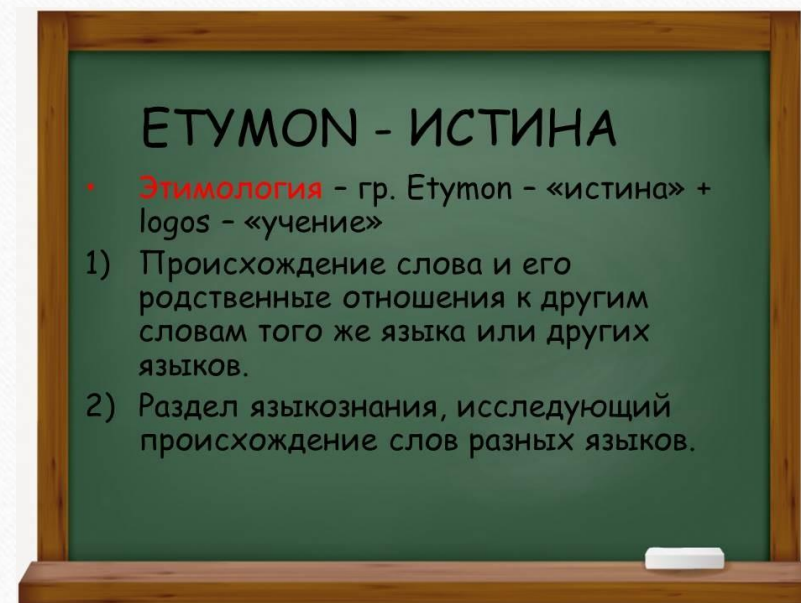 ETYMON - ИСТИНА
• Этимология – гр. Etymon – «истина» +
logos – «учение»
1) Происхождение слова и его
родственные отношения к другим
словам того же языка или других
языков.
2) Раздел языкознания, исследующий
происхождение слов разных языков.